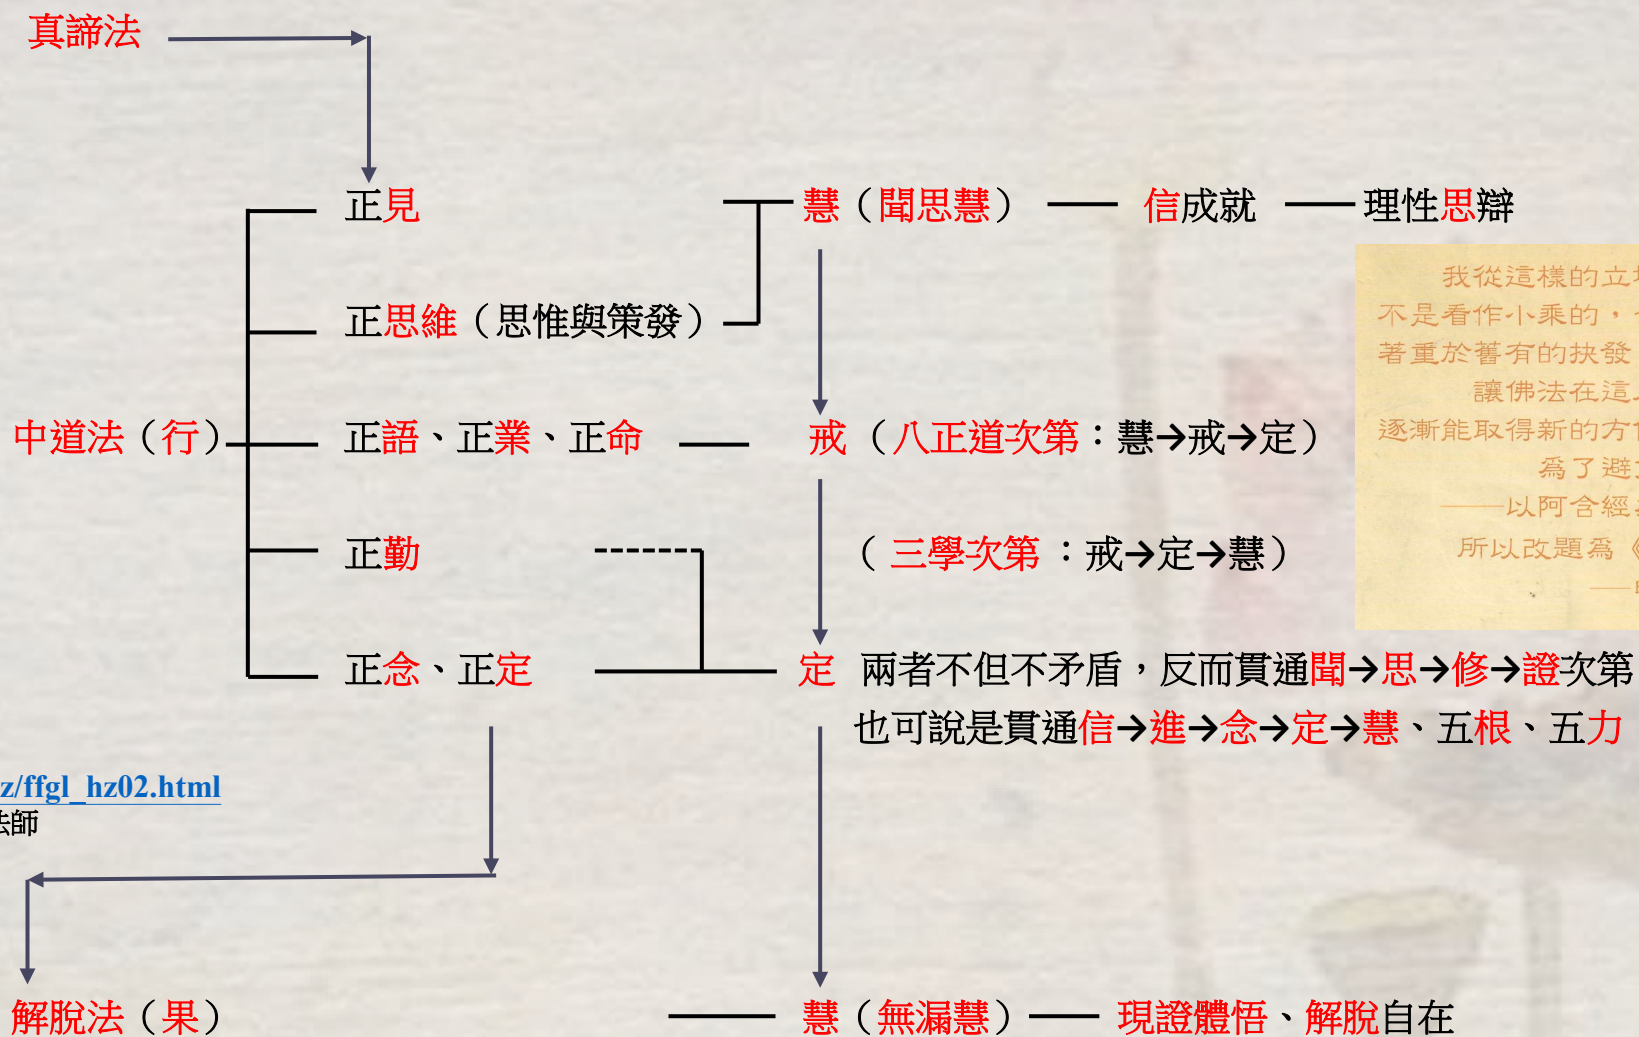 真諦法
正見
慧（聞思慧） 信成就 理性思辯
正思維（思惟與策發）
中道法（行） 正語、正業、正命 戒（八正道次第：慧→戒→定）
正勤 （ 三學次第 ：戒→定→慧）
正念、正定 定 兩者不但不矛盾，反而貫通聞→思→修→證次第
也可說是貫通信→進→念→定→慧、五根、五力
z/ffgl_hz02.html
法師
解脫法（果） 慧（無漏慧） 現證體悟、解脫自在
我從這樣的立
不是看作小乘的，
著重於舊有的抉發
讓佛法在這
逐漸能取得新的方
為了避
——以阿含經
所以改題為《